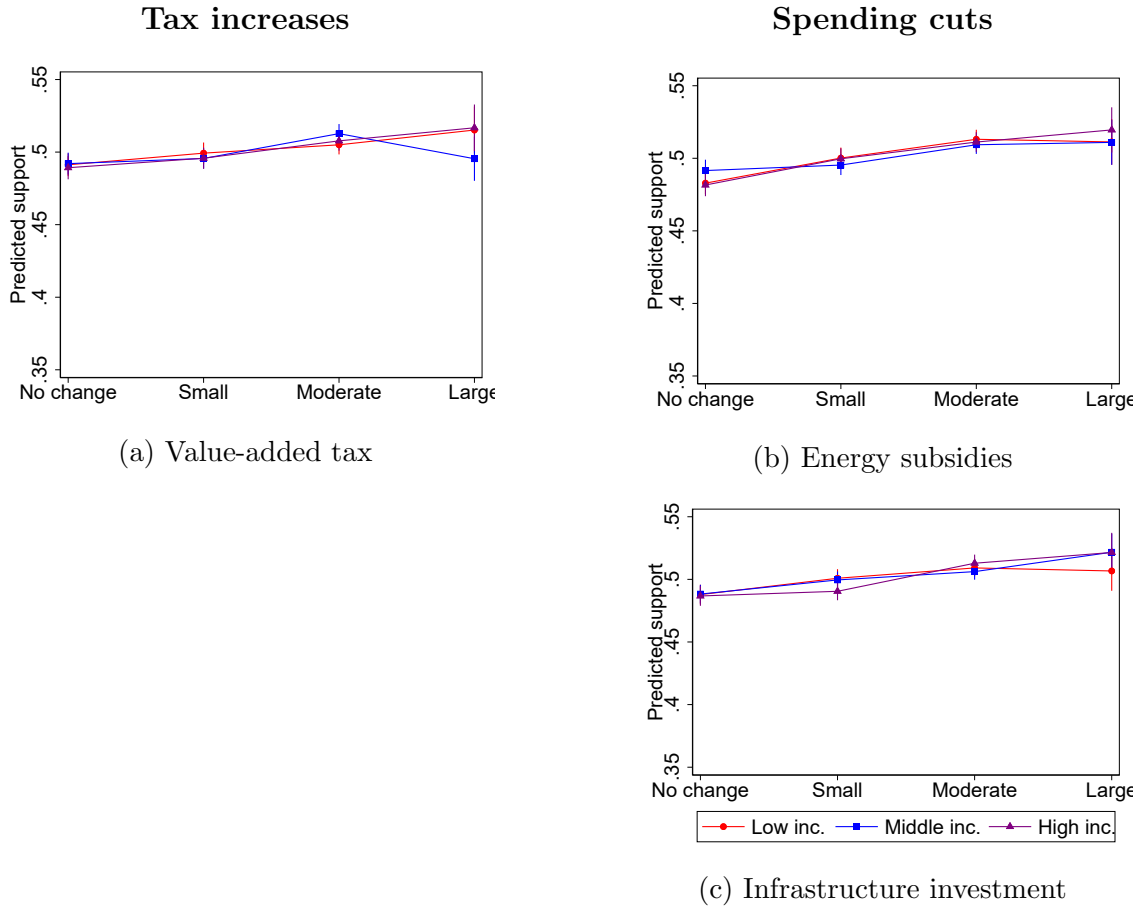 Tax increases
Spending cuts
Predicted support
.55
.5
.45
.4
.35
No change Small Moderate Large
(a) Value-added tax
Predicted support
.55
.5
.45
.4
.35
No change Small Moderate Large
(b) Energy subsidies
Predicted support
.55
.5
.45
.4
.35
No change Small Moderate Large
Low inc. Middle inc. High inc.
(c) Infrastructure investment